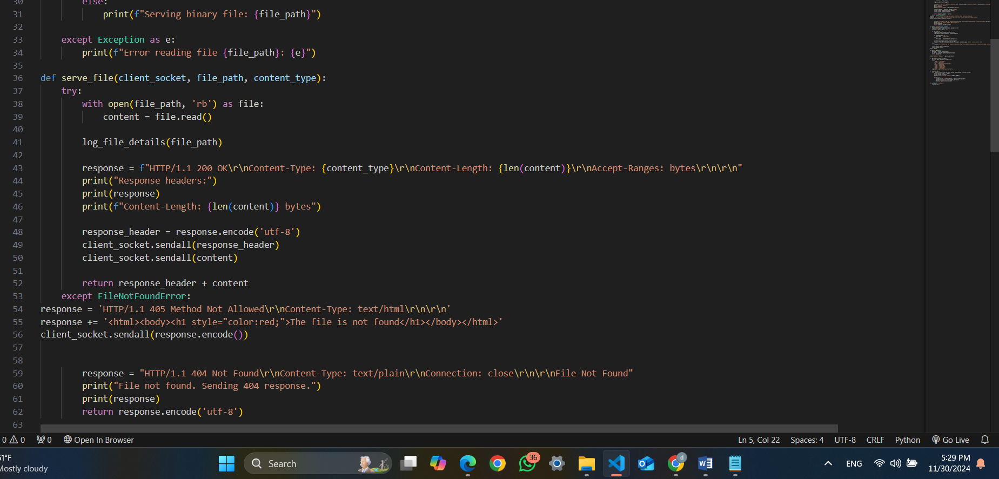 30 else:
31 print(f"Serving binary file: {file_path}")
32
33 except Exception as e:
34 print(f"Error reading file {file_path}: {e}")
35
36 def serve_file(client_socket, file_path, content_type):
37 try:
38 with open(file_path, 'rb') as file:
39 content = file.read()
40
41 log_file_details(file_path)
42
43 response = f"HTTP/1.1 200 OK\r\nContent-Type: {content_type}\r\nContent-Length: {len(content)}\r\nAccept-Ranges: bytes\r\n\r\n"
44 print("Response headers:")
45 print(response)
46 print(f"Content-Length: {len(content)} bytes")
47
48 response_header = response.encode('utf-8')
49 client_socket.sendall(response_header)
50 client_socket.sendall(content)
51
52 return response_header + content
53 except FileNotFoundError:
54 response = 'HTTP/1.1 405 Method Not Allowed\r\nContent-Type: text/html\r\n\r\n'
55 response += '<html><body><h1 style="color:red;">The file is not found</h1></body></html>'
56 client_socket.sendall(response.encode())
57
58
59 response = "HTTP/1.1 404 Not Found\r\nContent-Type: text/plain\r\nConnection: close\r\n\r\nFile Not Found"
60 print("File not found. Sending 404 response.")
61 print(response)
62 return response.encode('utf-8')
63
0 0 0 Open In Browser Ln 5, Col 22 Spaces: 4 UTF-8 CRLF Python Go Live
Mostly cloudy
Search
36
d
ENG
5:29 PM
11/30/2024